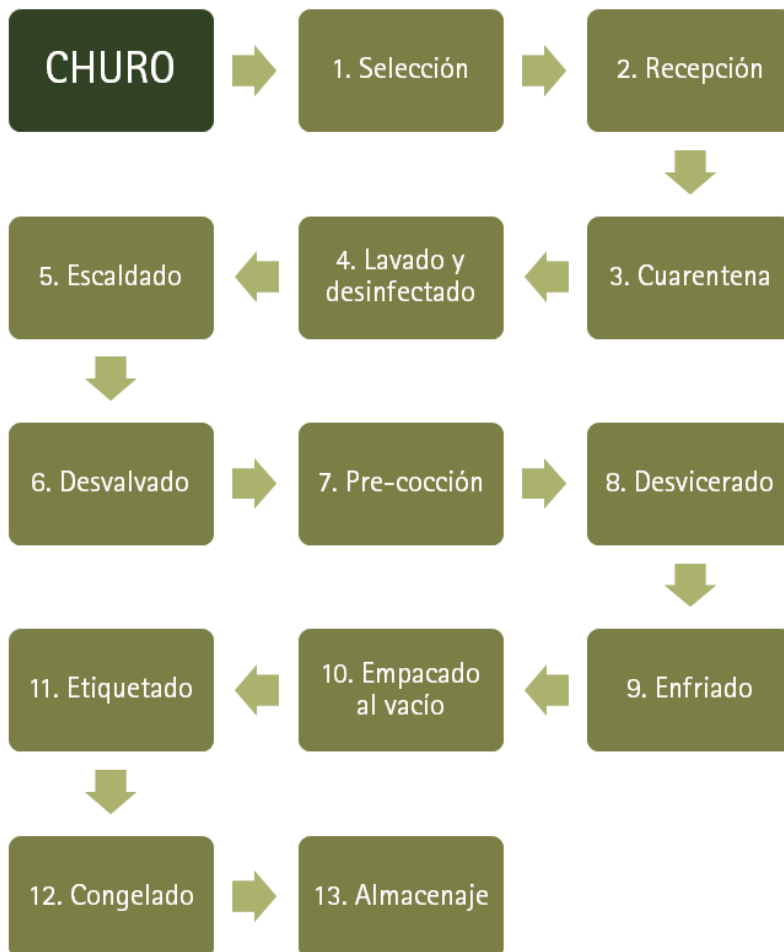 CHURO
1. Selección
2. Recepción
3. Cuarentena
4. Lavado y
desinfectado
5. Escaldado
6. Desvalvado
7. Pre-cocción
8. Desvicerado
9. Enfriado
10. Empacado
al vacío
11. Etiquetado
12. Congelado
13. Almacenaje